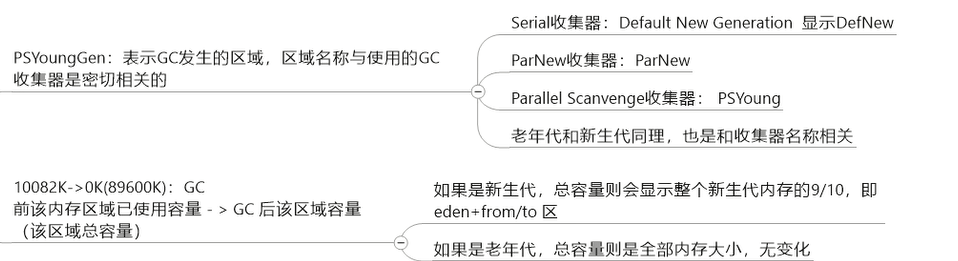 PSYoungGen：表示GC发生的区域，区域名称与使用的GC
收集器是密切相关的
Serial收集器：Default New Generation 显示DefNew
ParNew收集器：ParNew
Parallel Scanvenge收集器： PSYoung
老年代和新生代同理，也是和收集器名称相关
10082K->0K(89600K)：GC
前该内存区域已使用容量 - > GC 后该区域容量
（该区域总容量）
如果是新生代，总容量则会显示整个新生代内存的9/10，即
eden+from/to 区
如果是老年代，总容量则是全部内存大小，无变化